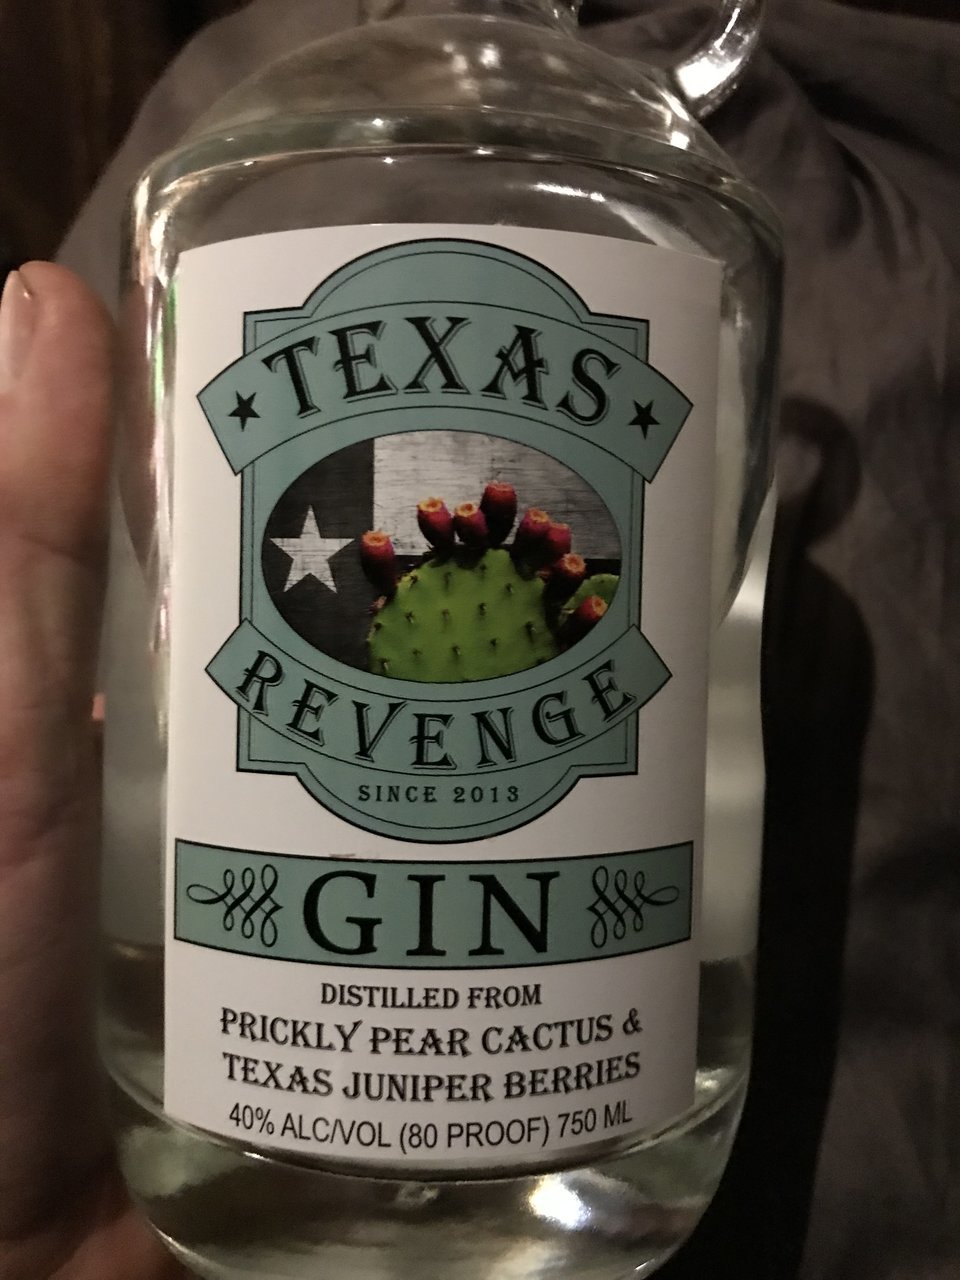 TEXAS
REVENGE
SINCE 2013
GIN
DISTILLED FROM
PRICKLY PEAR CACTUS &
TEXAS JUNIPER BERRIES
40% ALC/VOL (80 PROOF) 750 ML